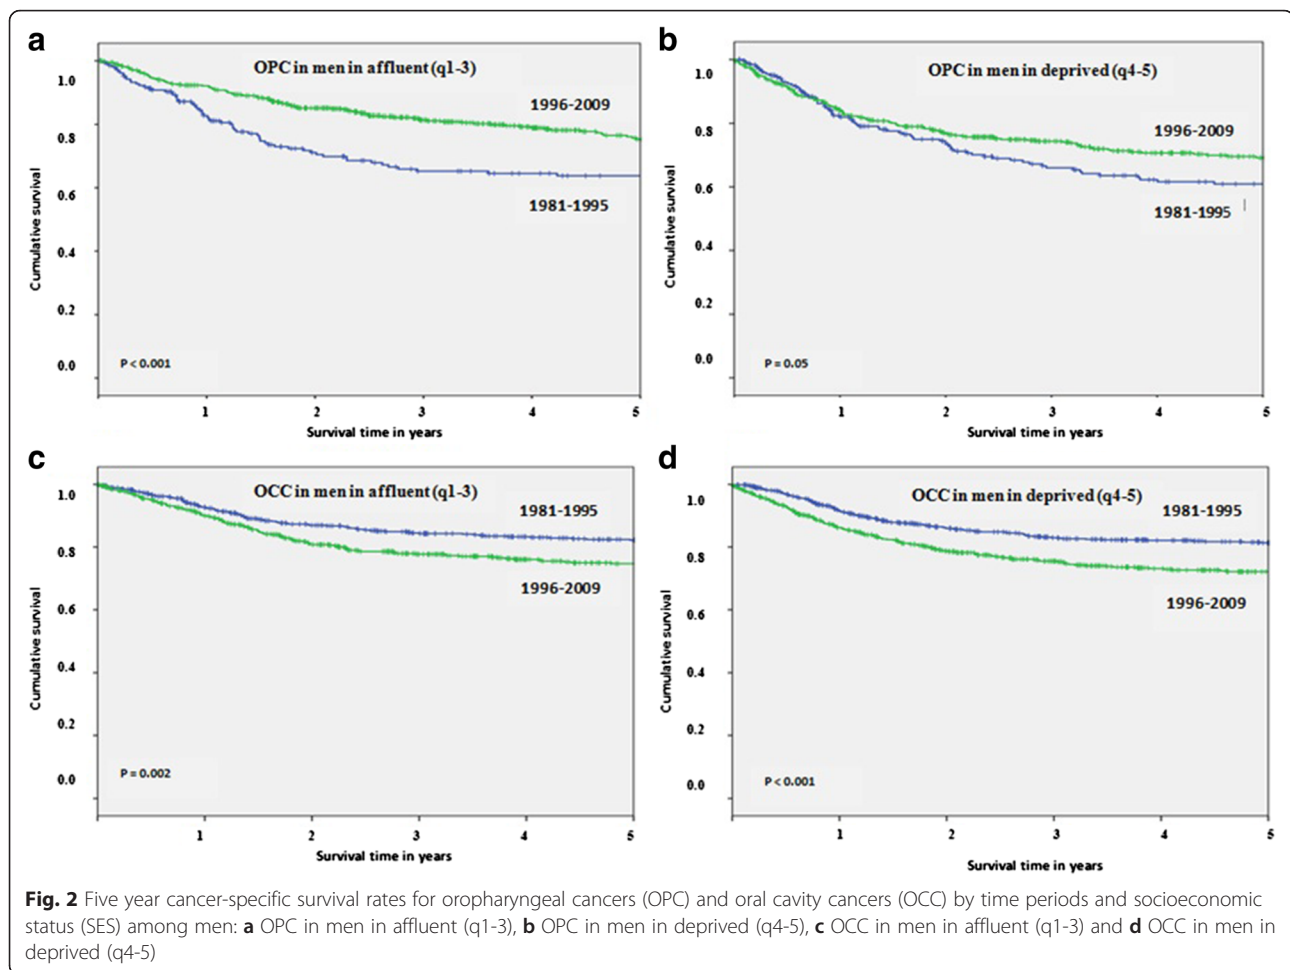 a
OPC in men in affluent (q1-3)
1996-2009
1981-1995
Cumulative survival
1.0
0.8
0.6
0.4
0.2
0.0
P < 0.001
1 2 3 4 5
Survival time in years
b
OPC in men in deprived (q4-5)
1996-2009
1981-1995
Cumulative survival
1.0
0.8
0.6
0.4
0.2
0.0
P = 0.05
1 2 3 4 5
Survival time in years
c
OCC in men in affluent (q1-3)
1981-1995
1996-2009
Cumulative survival
1.0
0.8
0.6
0.4
0.2
0.0
P = 0.002
1 2 3 4 5
Survival time in years
d
OCC in men in deprived (q4-5)
1981-1995
1996-2009
Cumulative survival
1.0
0.8
0.6
0.4
0.2
0.0
P < 0.001
1 2 3 4 5
Survival time in years
Fig. 2 Five year cancer-specific survival rates for oropharyngeal cancers (OPC) and oral cavity cancers (OCC) by time periods and socioeconomic
status (SES) among men: a OPC in men in affluent (q1-3), b OPC in men in deprived (q4-5), c OCC in men in affluent (q1-3) and d OCC in men in
deprived (q4-5)